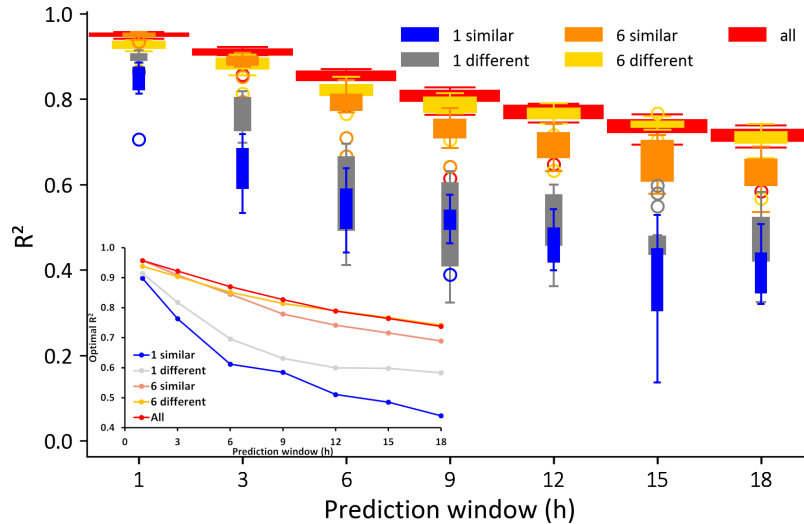 1.0
0.8
0.6
0.4
0.2
0.0
R²
1 similar
6 similar
all
1 different
6 different
1.0
0.9
0.8
0.7
0.6
0.5
0.4
Optimal R²
1 similar
1 different
6 similar
6 different
All
0 3 6 9 12 15 18
Prediction window (h)
1 3 6 9 12 15 18
Prediction window (h)